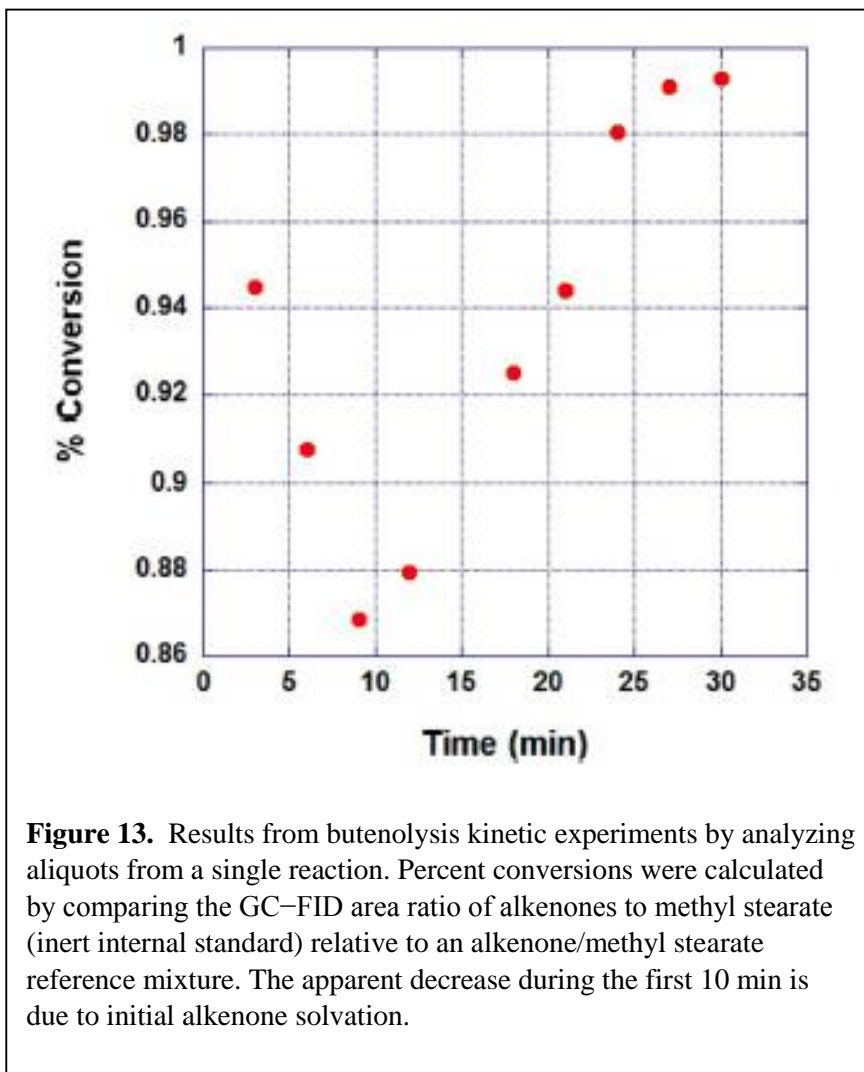 1
0.98
0.96
0.94
0.92
0.9
0.88
0.86
% Conversion
0 5 10 15 20 25 30 35
Time (min)
Figure 13. Results from butenolysis kinetic experiments by analyzing
aliquots from a single reaction. Percent conversions were calculated
by comparing the GC−FID area ratio of alkenones to methyl stearate
(inert internal standard) relative to an alkenone/methyl stearate
reference mixture. The apparent decrease during the first 10 min is
due to initial alkenone solvation.